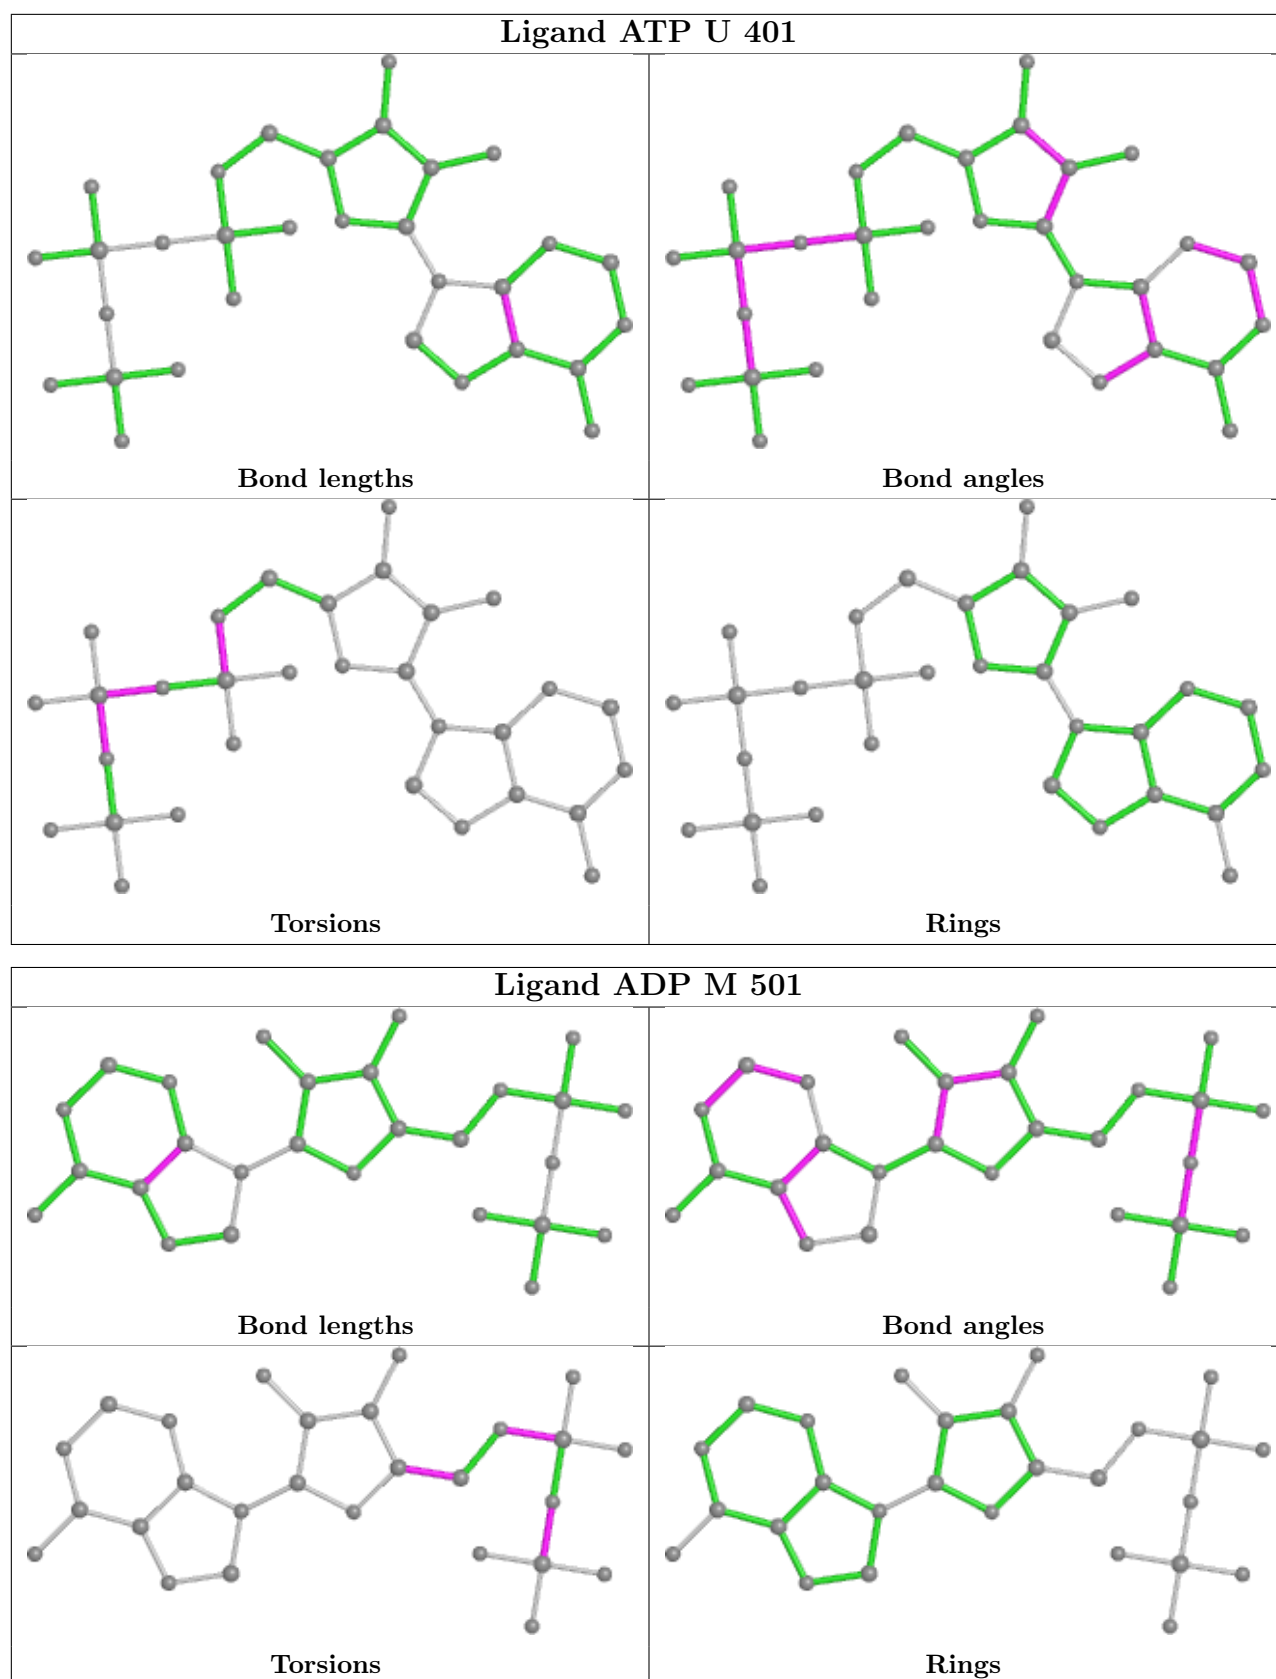 Ligand ATP U 401
Bond lengths
Bond angles
Torsions
Rings
Ligand ADP M 501
Bond lengths
Bond angles
Torsions
Rings